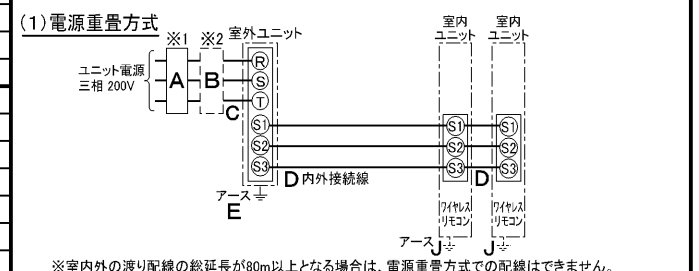 (1)電源重畳方式
※1 ※2 室外ユニット
室内ユニット
室内ユニット
ユニット電源
三相 200V
A
B
C
R
S
T
S1
S2
S3
S1
S2
S3
S1
S2
S3
D 内外接続線
D
アース
E
ワイヤレスリモコン
ワイヤレスリモコン
アース J
J
※室内外の渡り配線の総延長が80m以上となる場合は、電源重畳方式での配線はできません。